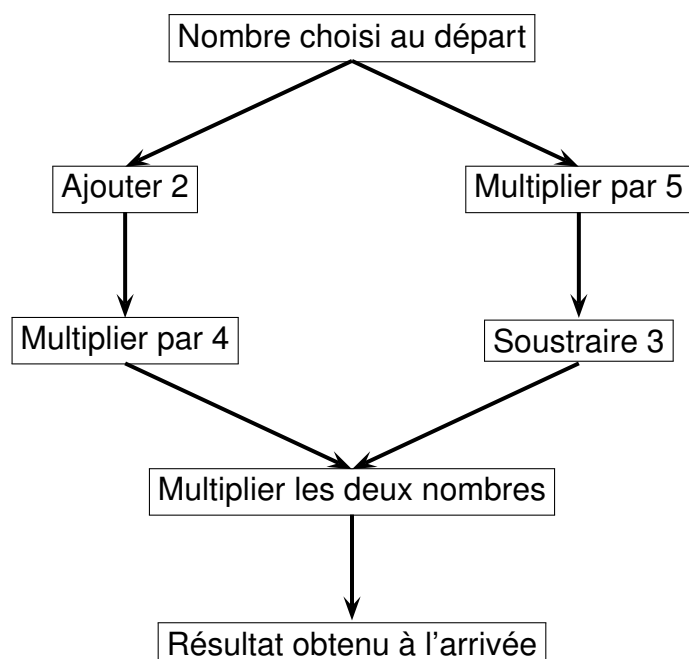 Nombre choisi au départ
Ajouter 2
Multiplier par 5
Multiplier par 4
Soustraire 3
Multiplier les deux nombres
Résultat obtenu à l'arrivée